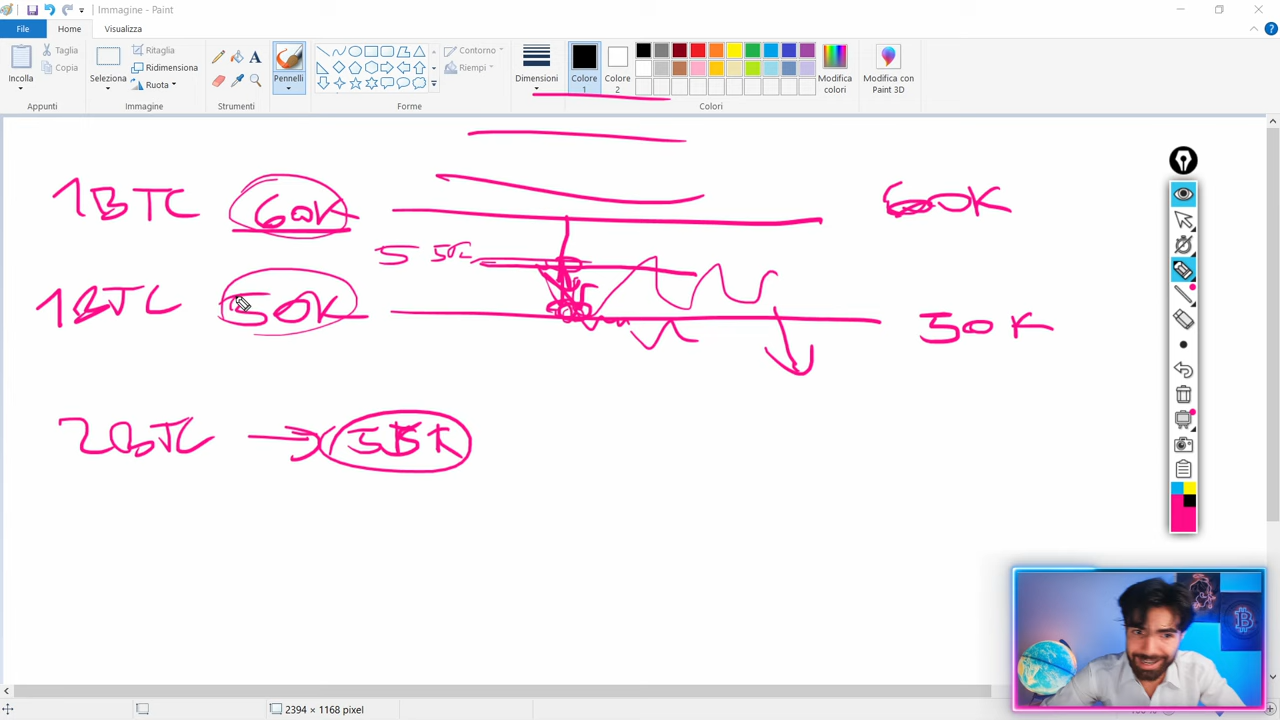 Immagine - Paint
File Home Visualizza
Taglia Ritaglia Contorno
Copia Ridimensiona Riempi
Incolla Seleziona Ruota Pennelli Dimensioni Colore 1 Colore 2 Modifica colori Modifica con Paint 3D
Appunti Immagine Strumenti Forme Colori
1BTC 60K 60K
55K
1BTC 50K 50K
2BTC 55K
2394 × 1168 pixel